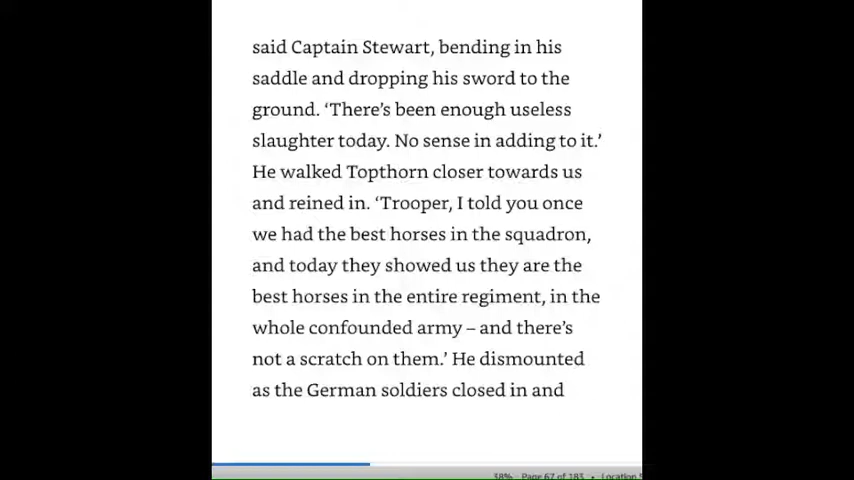 said Captain Stewart, bending in his
saddle and dropping his sword to the
ground. ‘There’s been enough useless
slaughter today. No sense in adding to it.’
He walked Topthorn closer towards us
and reined in. ‘Trooper, I told you once
we had the best horses in the squadron,
and today they showed us they are the
best horses in the entire regiment, in the
whole confounded army – and there’s
not a scratch on them.’ He dismounted
as the German soldiers closed in and
38% Page 67 of 183 • Location